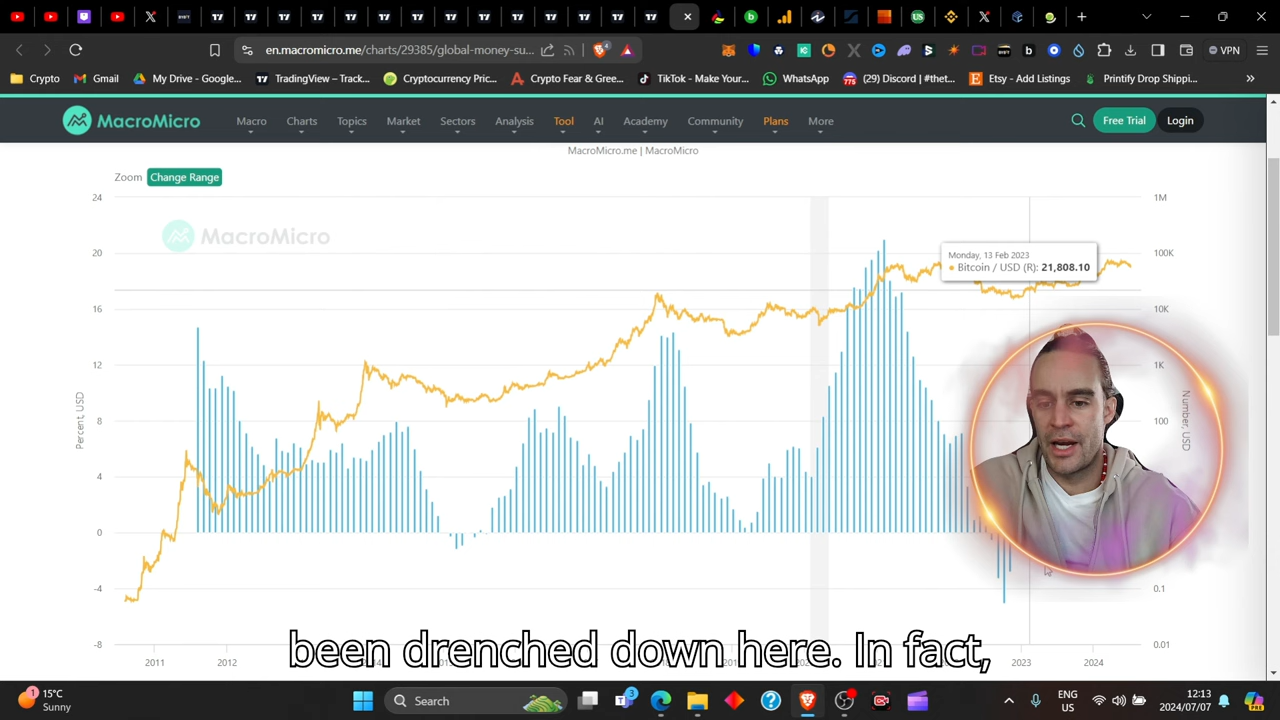 en.macromicro.me/charts/29385/global-money-su...
4
VPN
Crypto
Gmail
My Drive - Google...
TradingView – Track...
Cryptocurrency Pric...
Crypto Fear & Gree...
TikTok - Make Your...
WhatsApp
(29) Discord | #thet...
Etsy - Add Listings
Printify Drop Shippi...
MacroMicro
Macro
Charts
Topics
Market
Sectors
Analysis
Tool
AI
Academy
Community
Plans
More
Free Trial
Login
MacroMicro.me | MacroMicro
Zoom
Change Range
24
1M
MacroMicro
Monday, 13 Feb 2023
Bitcoin / USD (R): 21,808.10
20
100K
16
10K
12
1K
Percent, USD
Number, USD
8
100
4
0
-4
0.1
-8
0.01
2011
2012
2023
2024
been drenched down here. In fact,
1
15°C
Sunny
Search
3
ENG
US
12:13
2024/07/07